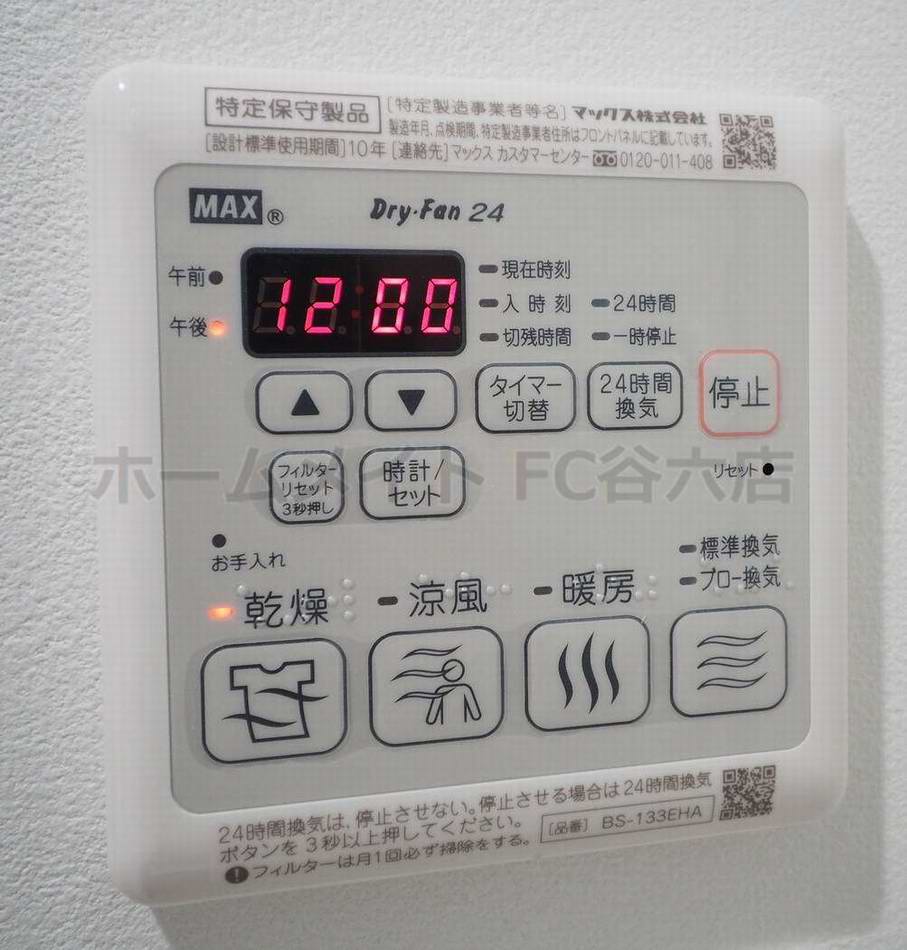 特定保守製品 [特定製造事業者等名] マックス株式会社
製造年月、点検期間、特定製造事業者住所はフロントパネルに記載しています。
[設計標準使用期間] 10年 [連絡先] マックス カスタマーセンター 0120-011-408
MAX® Dry・Fan 24
午前
12 00
現在時刻
入 時 刻 24時間
午後
切残時間 一時停止
▲ ▼
タイマー
切替
24時間
換気
停止
フィルター
リセット
3秒押し
時計/
セット
リセット
ホームメイト FC谷六店
お手入れ
標準換気
ブロー換気
乾燥 涼風 暖房
24時間換気は、停止させない。停止させる場合は24時間換気
ボタンを3秒以上押してください。
[品番] BS-133EHA
フィルターは月1回必ず掃除をする。